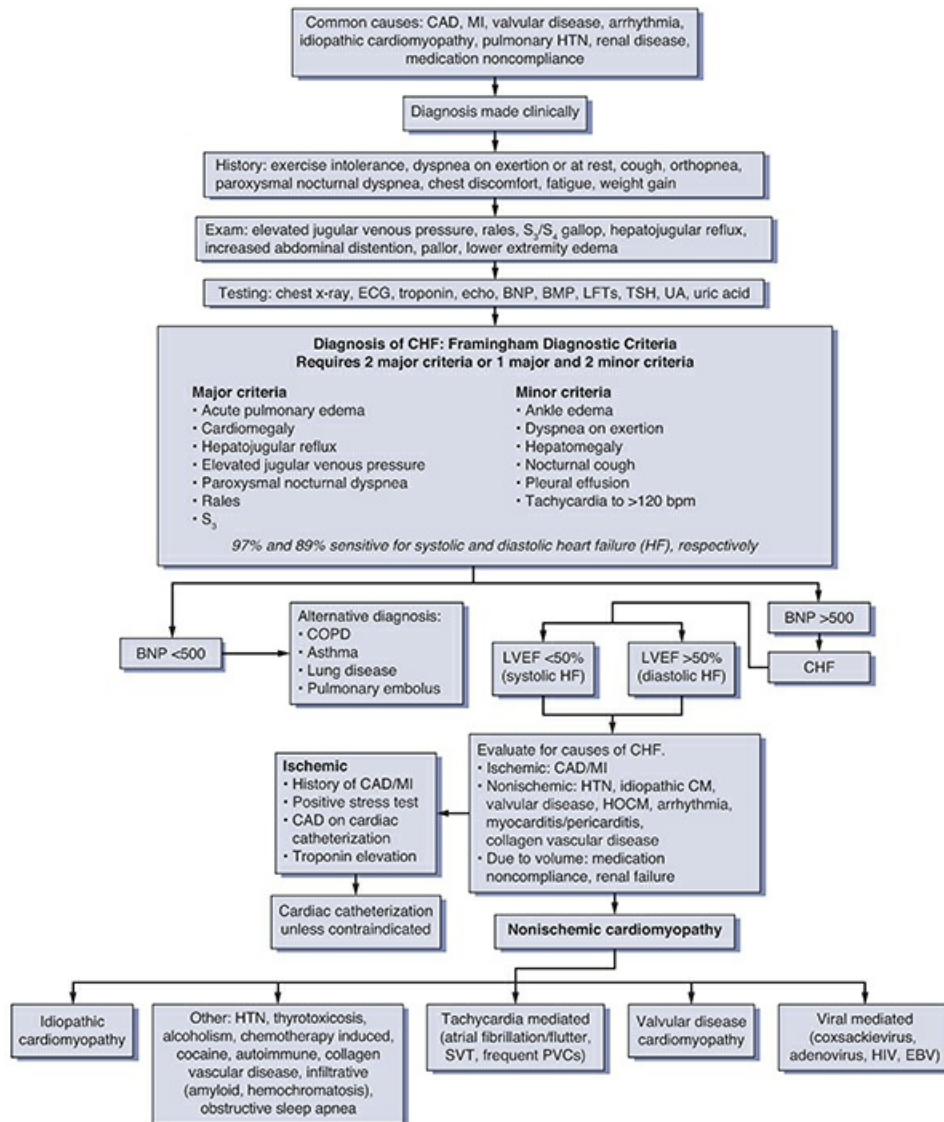 Common causes: CAD, MI, valvular disease, arrhythmia,
idiopathic cardiomyopathy, pulmonary HTN, renal disease,
medication noncompliance
Diagnosis made clinically
History: exercise intolerance, dyspnea on exertion or at rest, cough, orthopnea,
paroxysmal nocturnal dyspnea, chest discomfort, fatigue, weight gain
Exam: elevated jugular venous pressure, rales, S₃/S₄ gallop, hepatojugular reflux,
increased abdominal distention, pallor, lower extremity edema
Testing: chest x-ray, ECG, troponin, echo, BNP, BMP, LFTs, TSH, UA, uric acid
Diagnosis of CHF: Framingham Diagnostic Criteria
Requires 2 major criteria or 1 major and 2 minor criteria
Major criteria
• Acute pulmonary edema
• Cardiomegaly
• Hepatojugular reflux
• Elevated jugular venous pressure
• Paroxysmal nocturnal dyspnea
• Rales
• S₃
Minor criteria
• Ankle edema
• Dyspnea on exertion
• Hepatomegaly
• Nocturnal cough
• Pleural effusion
• Tachycardia to >120 bpm
97% and 89% sensitive for systolic and diastolic heart failure (HF), respectively
BNP <500
Alternative diagnosis:
• COPD
• Asthma
• Lung disease
• Pulmonary embolus
LVEF <50%
(systolic HF)
LVEF >50%
(diastolic HF)
BNP >500
CHF
Evaluate for causes of CHF.
• Ischemic: CAD/MI
• Nonischemic: HTN, idiopathic CM,
valvular disease, HOCM, arrhythmia,
myocarditis/pericarditis,
collagen vascular disease
• Due to volume: medication
noncompliance, renal failure
Ischemic
• History of CAD/MI
• Positive stress test
• CAD on cardiac
catheterization
• Troponin elevation
Cardiac catheterization
unless contraindicated
Nonischemic cardiomyopathy
Idiopathic
cardiomyopathy
Other: HTN, thyrotoxicosis,
alcoholism, chemotherapy induced,
cocaine, autoimmune, collagen
vascular disease, infiltrative
(amyloid, hemochromatosis),
obstructive sleep apnea
Tachycardia mediated
(atrial fibrillation/flutter,
SVT, frequent PVCs)
Valvular disease
cardiomyopathy
Viral mediated
(coxsackievirus,
adenovirus, HIV, EBV)